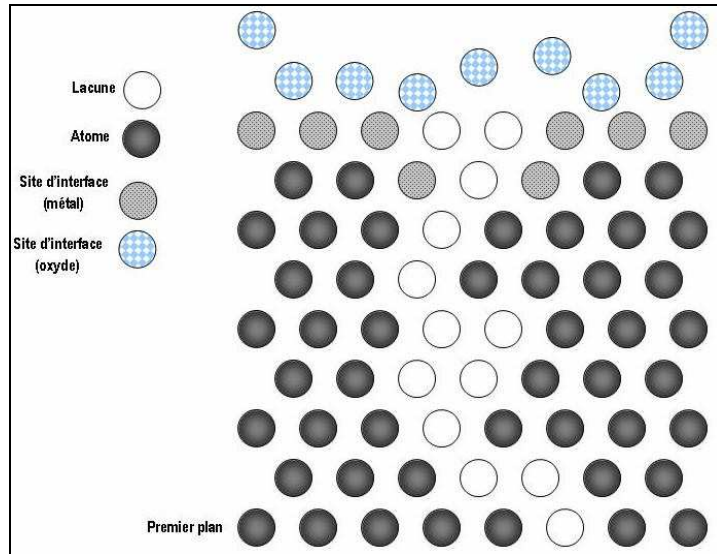 Lacune
Atome
Site d'interface
(métal)
Site d'interface
(oxyde)
Premier plan